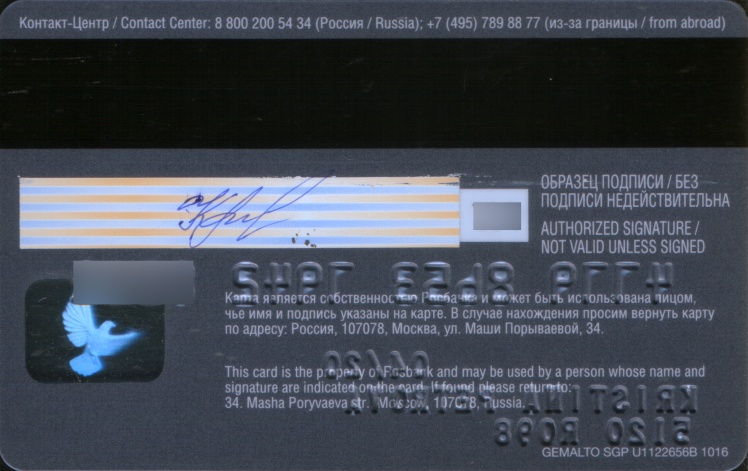 Контакт-Центр / Contact Center: 8 800 200 54 34 (Россия / Russia); +7 (495) 789 88 77 (из-за границы / from abroad)
ОБРАЗЕЦ ПОДПИСИ / БЕЗ
ПОДПИСИ НЕДЕЙСТВИТЕЛЬНА
AUTHORIZED SIGNATURE /
NOT VALID UNLESS SIGNED
Карта является собственностью Росбанка и может быть использована лицом,
чье имя и подпись указаны на карте. В случае нахождения просим вернуть карту
по адресу: Россия, 107078, Москва, ул. Маши Порываевой, 34.
This card is the property of Rosbank and may be used by a person whose name and
signature are indicated on the card. If found please return to:
34. Masha Poryvaeva str., Moscow, 107078, Russia.
GEMALTO SGP U1122656B 1016